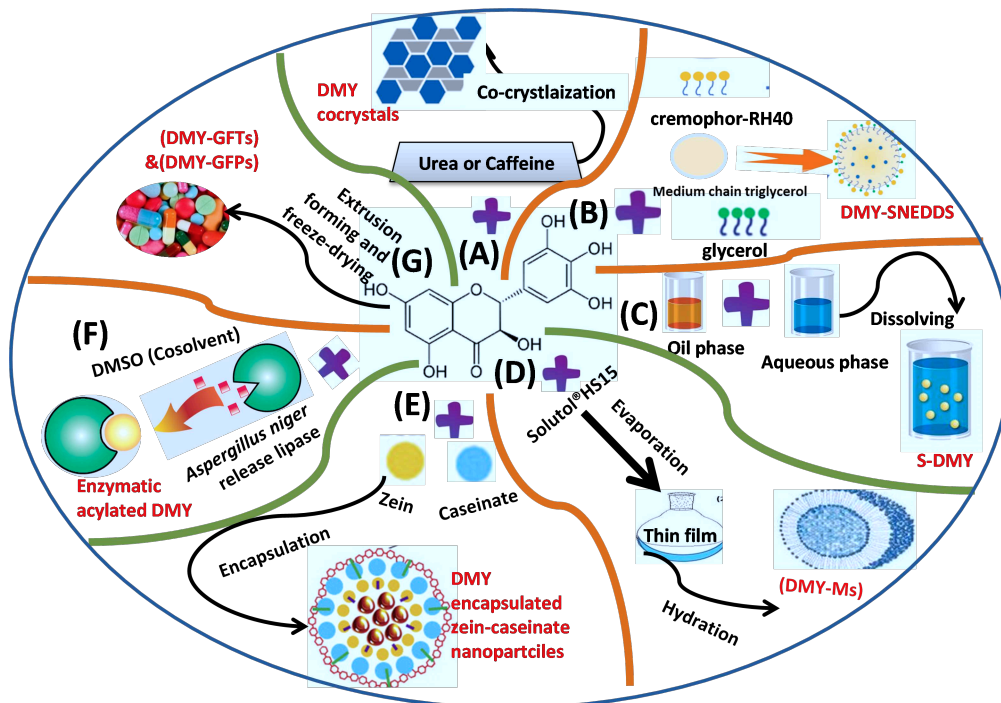 DMY
cocrystals
Co-crystlaization
Urea or Caffeine
(A)
cremophor-RH40
Medium chain triglycerol
glycerol
(B)
DMY-SNEDDS
(C)
Oil phase
Aqueous phase
Dissolving
S-DMY
(D)
Solutol®HS15
Evaporation
Thin film
Hydration
(DMY-Ms)
(E)
Zein
Caseinate
Encapsulation
DMY
encapsulated
zein-caseinate
nanopartciles
(F)
DMSO (Cosolvent)
Aspergillus niger
release lipase
Enzymatic
acylated DMY
(G)
Extrusion
forming and
freeze-drying
(DMY-GFTs)
&(DMY-GFPs)
OH
OH
OH
HO
O
OH
O
OH